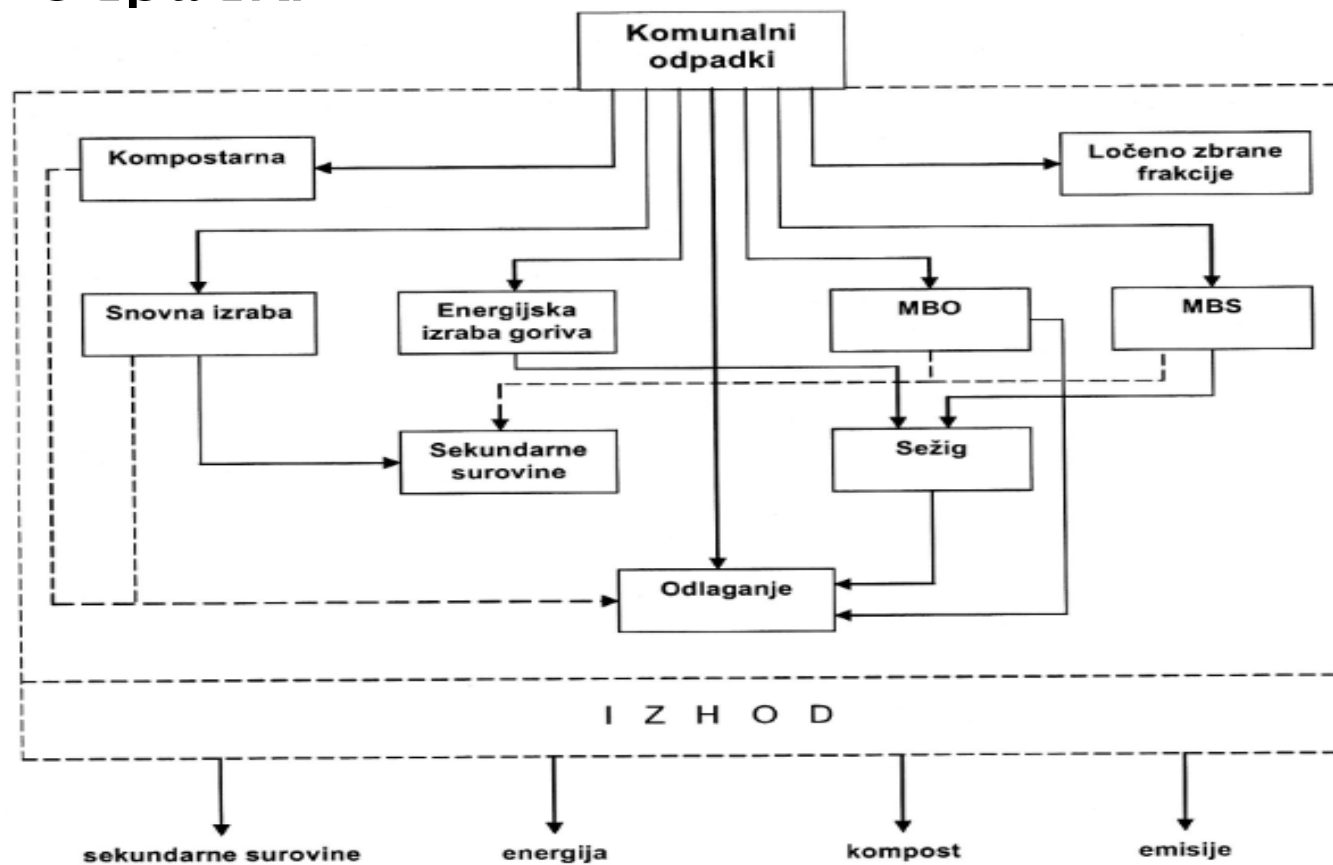 Komunalni
odpadki
Kompostarna
Ločeno zbrane
frakcije
Snovna izraba
Energijska
izraba goriva
MBO
MBS
Sekundarne
surovine
Sežig
Odlaganje
I Z H O D
sekundarne surovine
energija
kompost
emisije